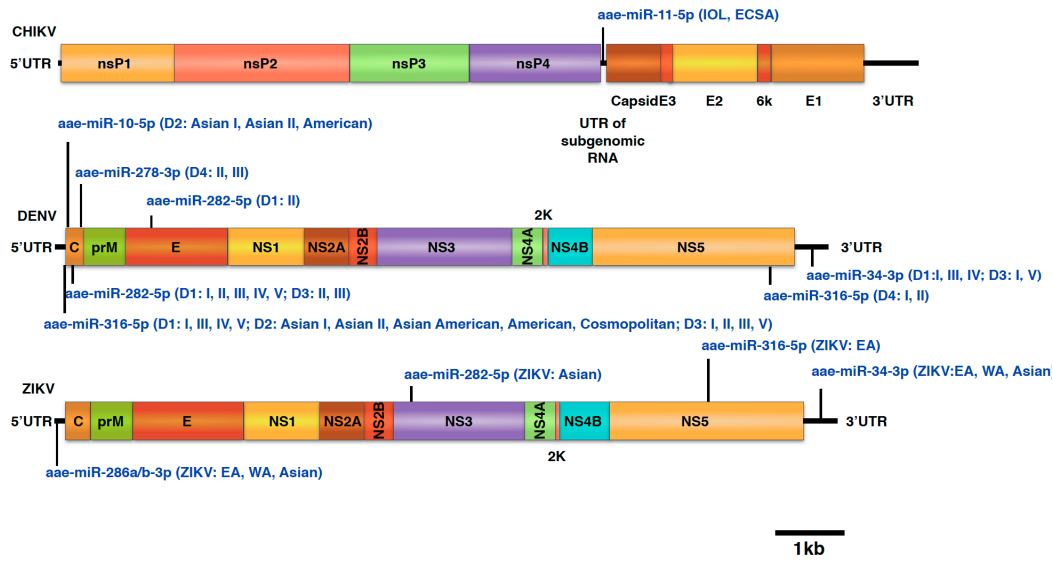 aae-miR-11-5p (IOL, ECSA)
CHIKV
5’UTR nsP1 nsP2 nsP3 nsP4
Capsid E3 E2 6k E1 3’UTR
UTR of
subgenomic
RNA
aae-miR-10-5p (D2: Asian I, Asian II, American)
aae-miR-278-3p (D4: II, III)
aae-miR-282-5p (D1: II)
DENV 2K
5’UTR C prM E NS1 NS2A NS2B NS3 NS4A NS4B NS5 3’UTR
aae-miR-34-3p (D1:I, III, IV; D3: I, V)
aae-miR-282-5p (D1: I, II, III, IV, V; D3: II, III)
aae-miR-316-5p (D4: I, II)
aae-miR-316-5p (D1: I, III, IV, V; D2: Asian I, Asian II, Asian American, American, Cosmopolitan; D3: I, II, III, V)
aae-miR-316-5p (ZIKV: EA)
aae-miR-282-5p (ZIKV: Asian)
aae-miR-34-3p (ZIKV:EA, WA, Asian)
ZIKV
5’UTR C prM E NS1 NS2A NS2B NS3 NS4A NS4B NS5 3’UTR
2K
aae-miR-286a/b-3p (ZIKV: EA, WA, Asian)
1kb